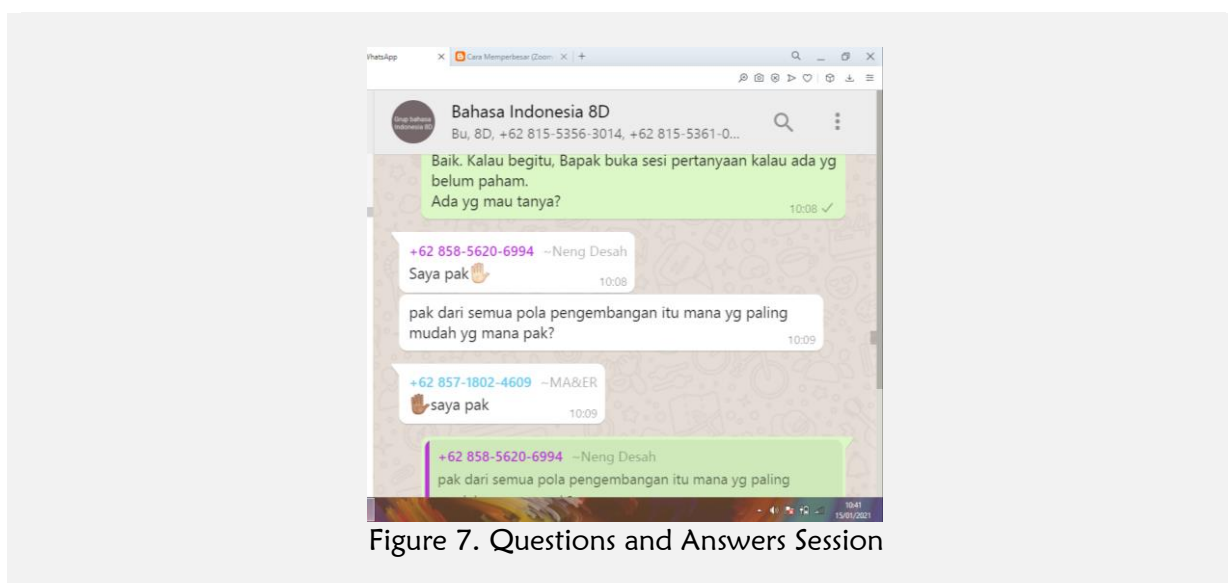 WhatsApp
Cara Memperbesar (Zoom
Grup bahasa
Indonesia 8D
Bahasa Indonesia 8D
Bu, 8D, +62 815-5356-3014, +62 815-5361-0...
Baik. Kalau begitu, Bapak buka sesi pertanyaan kalau ada yg
belum paham.
Ada yg mau tanya?
10:08
+62 858-5620-6994 ~Neng Desah
Saya pak
10:08
pak dari semua pola pengembangan itu mana yg paling
mudah yg mana pak?
10:09
+62 857-1802-4609 ~MA&ER
saya pak
10:09
+62 858-5620-6994 ~Neng Desah
pak dari semua pola pengembangan itu mana yg paling
10:41
15/01/2021
Figure 7. Questions and Answers Session